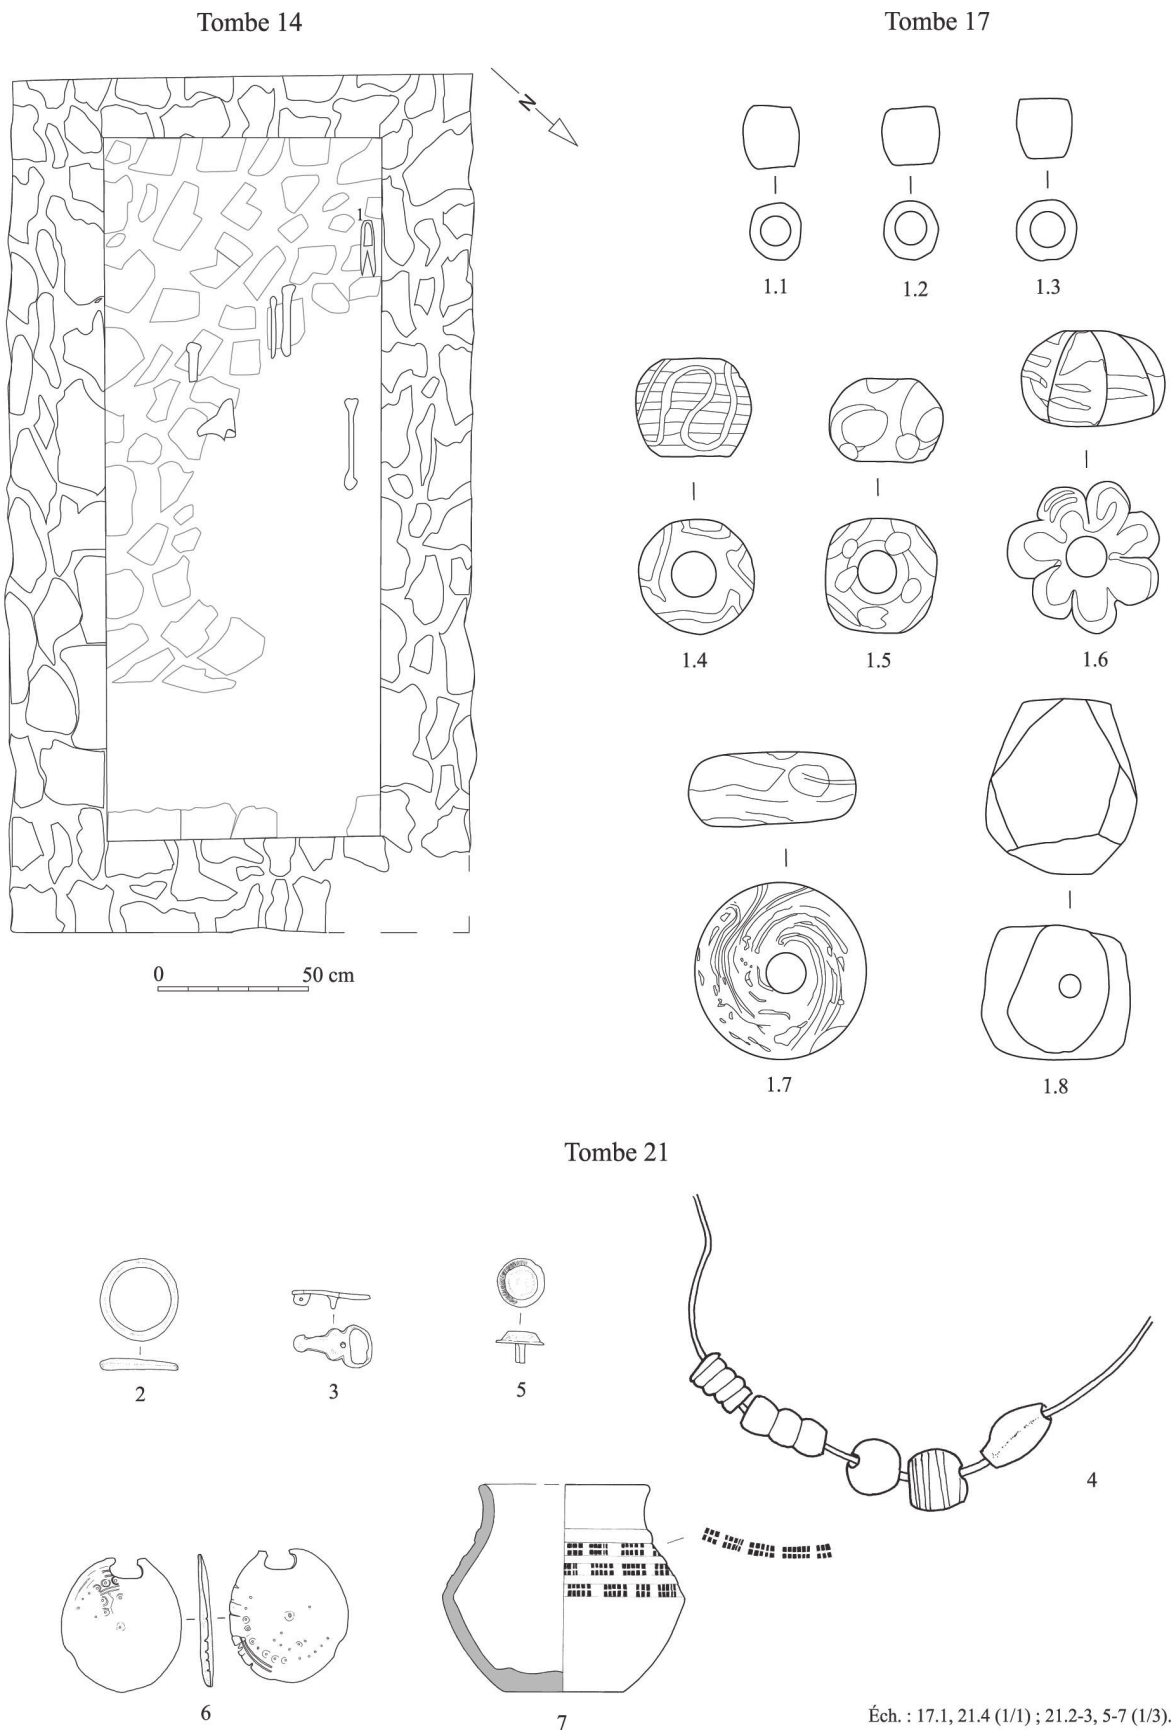 Tombe 14
Tombe 17
N
1
0 50 cm
1.1 1.2 1.3
1.4 1.5 1.6
1.7 1.8
Tombe 21
2 3 5
4
6
7
Éch. : 17.1, 21.4 (1/1) ; 21.2-3, 5-7 (1/3).